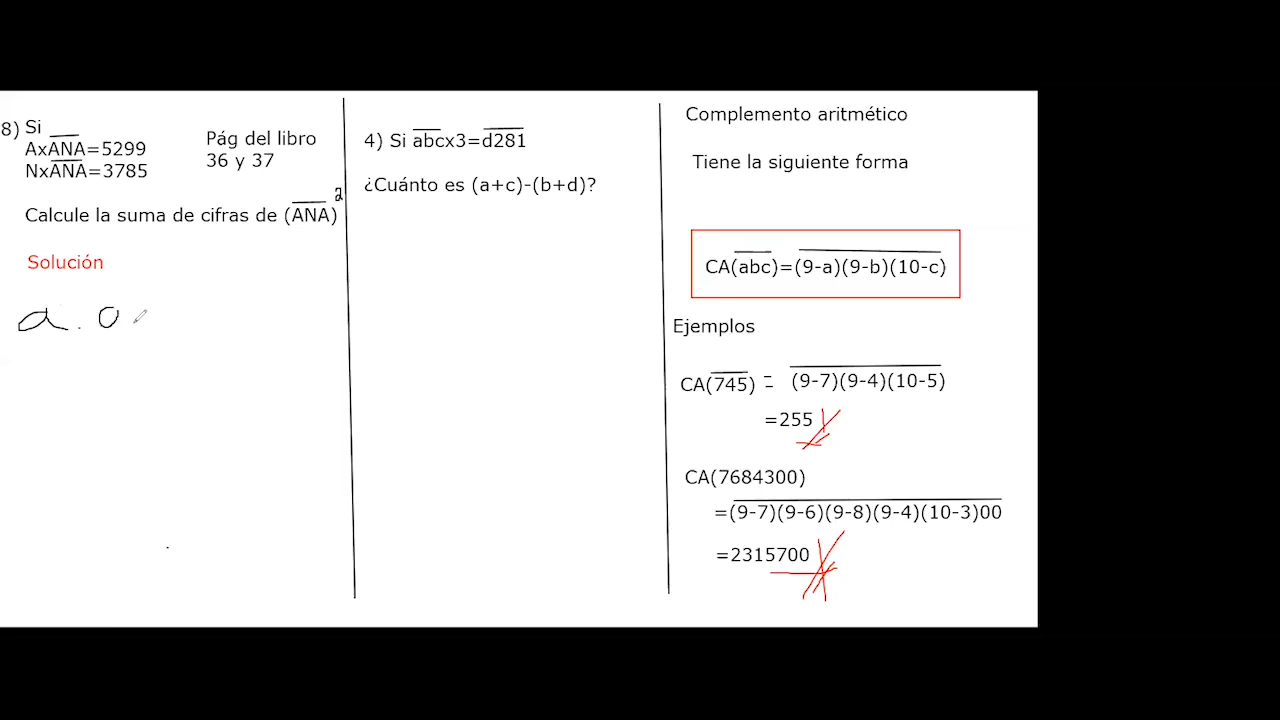 8) Si
AxANA=5299
NxANA=3785
Pág del libro
36 y 37
Calcule la suma de cifras de (ANA)²
Solución
a. 0
4) Si abcx3=d281
¿Cuánto es (a+c)-(b+d)?
Complemento aritmético
Tiene la siguiente forma
CA(abc)=(9-a)(9-b)(10-c)
Ejemplos
CA(745) = (9-7)(9-4)(10-5)
=255
CA(7684300)
=(9-7)(9-6)(9-8)(9-4)(10-3)00
=2315700